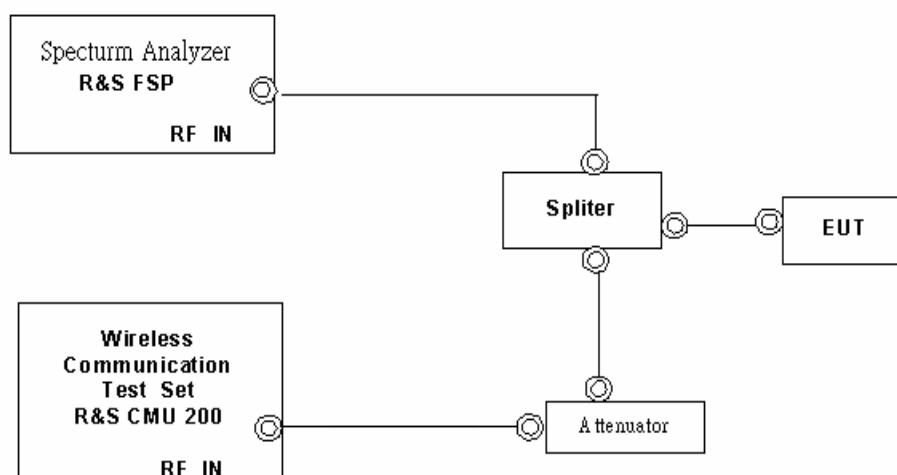 Specturm Analyzer
R&S FSP
RF IN
Spliter
EUT
Wireless
Communication
Test Set
R&S CMU 200
RF IN
Attenuator